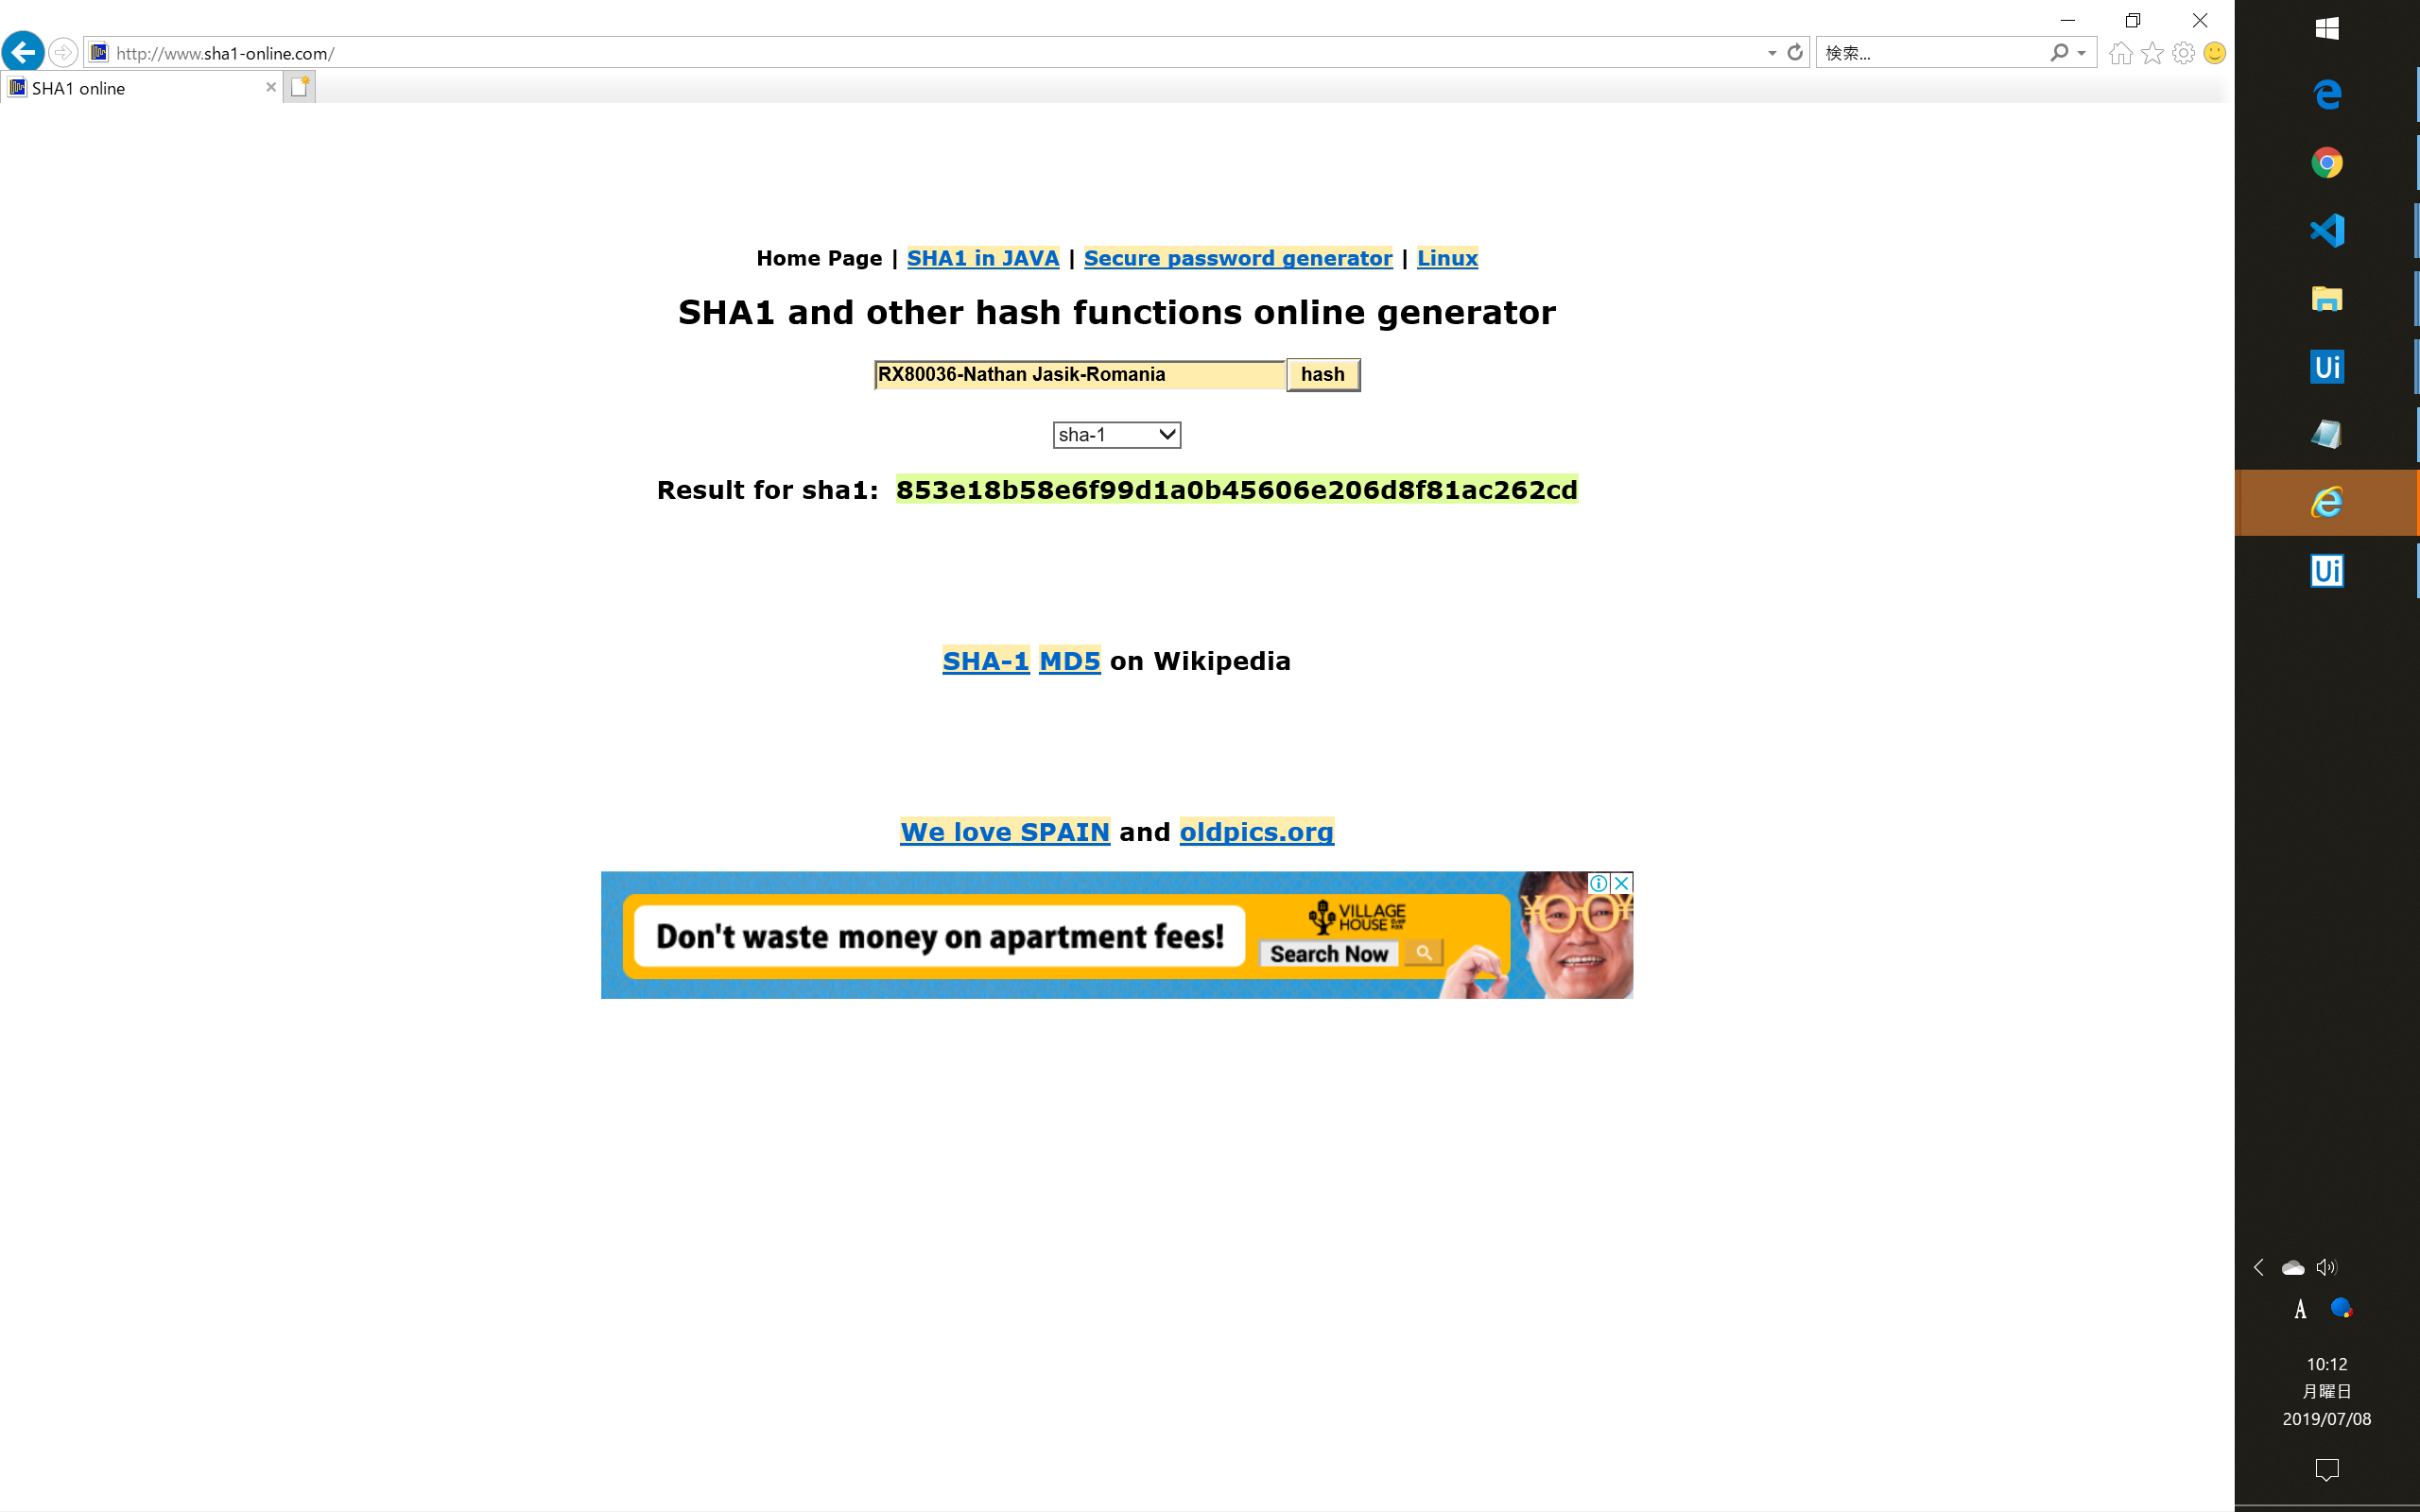 http://www.sha1-online.com/
検索...
SHA1 online
Home Page | SHA1 in JAVA | Secure password generator | Linux
SHA1 and other hash functions online generator
RX80036-Nathan Jasik-Romania hash
sha-1
Result for sha1: 853e18b58e6f99d1a0b45606e206d8f81ac262cd
SHA-1 MD5 on Wikipedia
We love SPAIN and oldpics.org
Don't waste money on apartment fees!
VILLAGE
HOUSE
Search Now
Ui
Ui
A
10:12
月曜日
2019/07/08